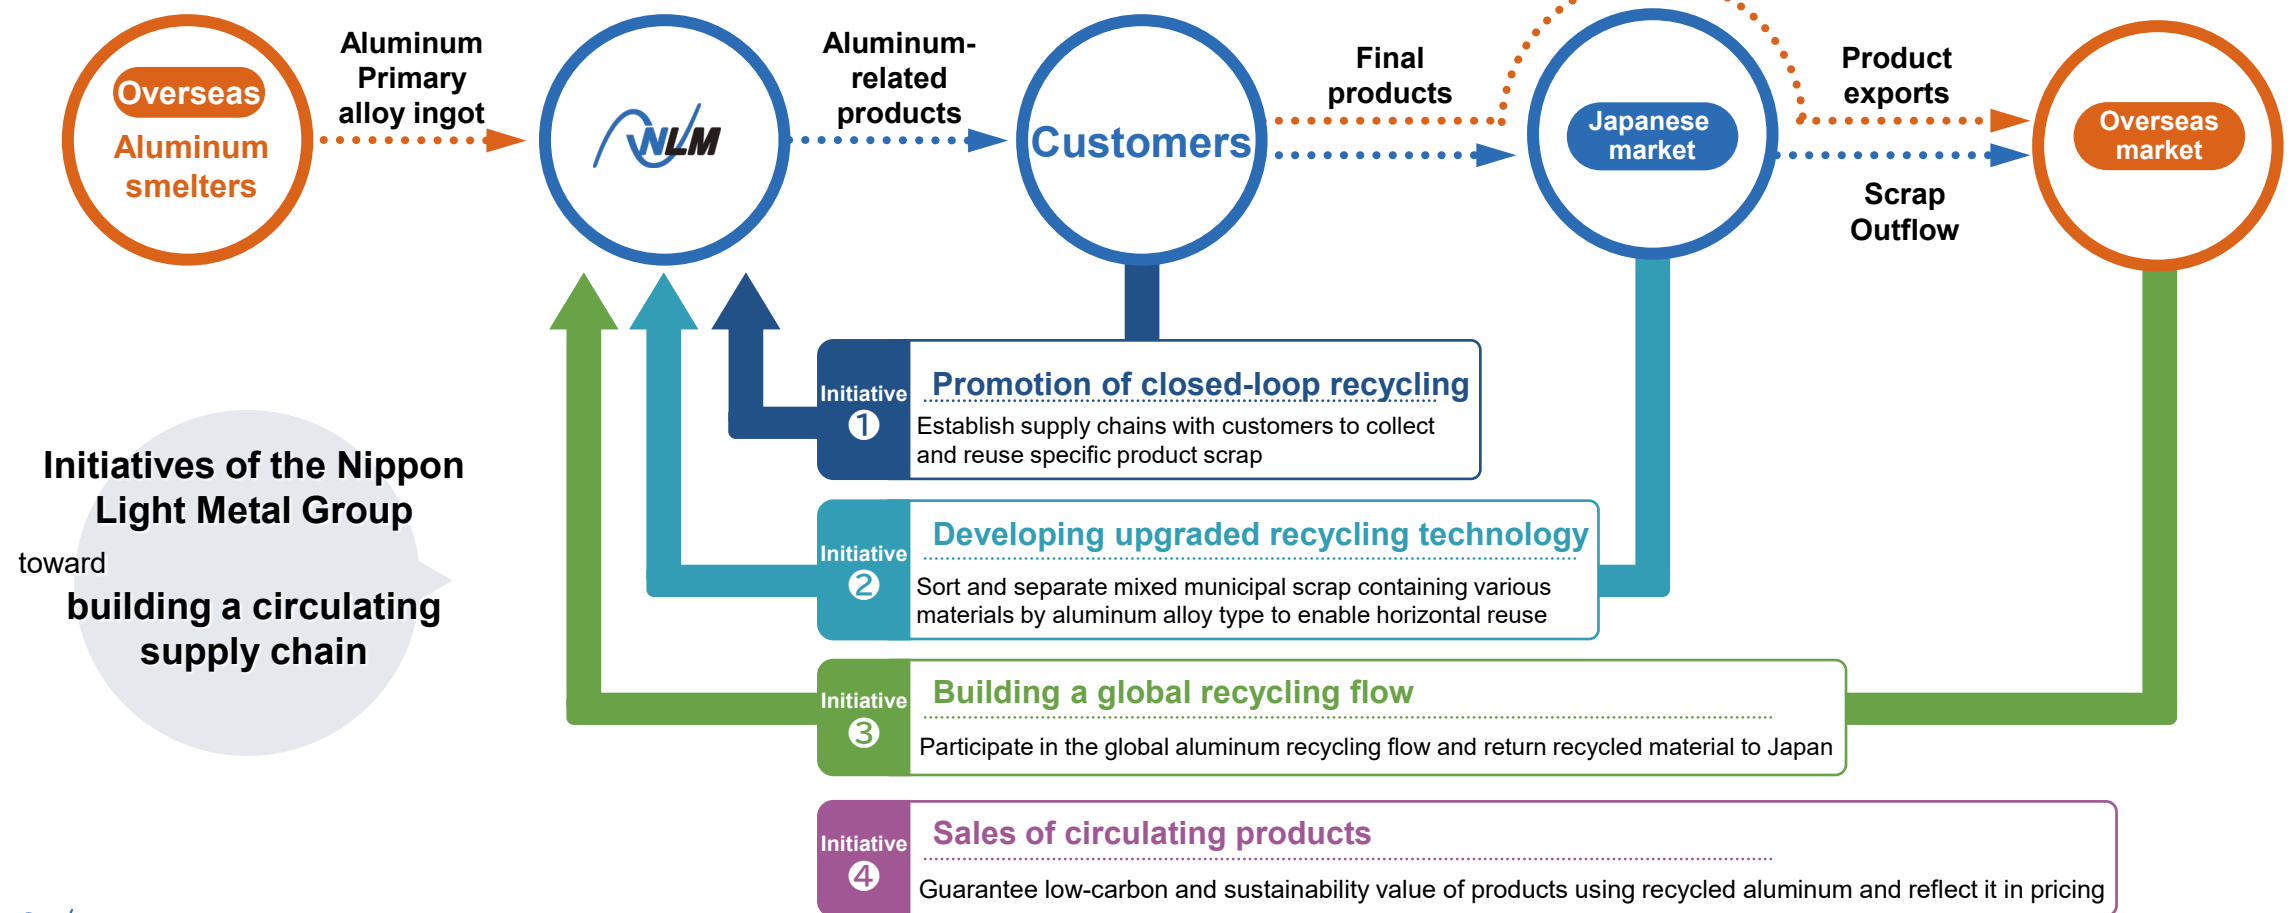 Overseas
Aluminum
smelters
Aluminum
Primary
alloy ingot
NLM
Aluminum-
related
products
Customers
Final
products
Japanese
market
Product
exports
Scrap
Outflow
Overseas
market
Initiatives of the Nippon
Light Metal Group
toward
building a circulating
supply chain
Initiative
1
Promotion of closed-loop recycling
Establish supply chains with customers to collect
and reuse specific product scrap
Initiative
2
Developing upgraded recycling technology
Sort and separate mixed municipal scrap containing various
materials by aluminum alloy type to enable horizontal reuse
Initiative
3
Building a global recycling flow
Participate in the global aluminum recycling flow and return recycled material to Japan
Initiative
4
Sales of circulating products
Guarantee low-carbon and sustainability value of products using recycled aluminum and reflect it in pricing